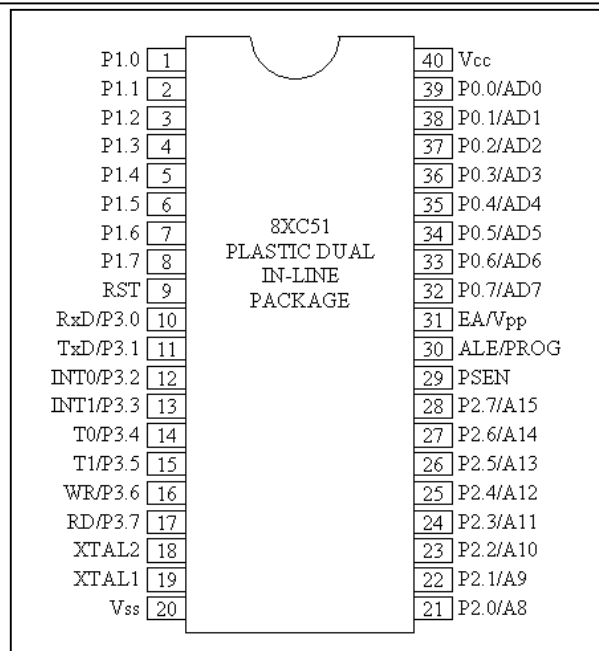 P1.0 1 40 Vcc
P1.1 2 39 P0.0/AD0
P1.2 3 38 P0.1/AD1
P1.3 4 37 P0.2/AD2
P1.4 5 36 P0.3/AD3
P1.5 6 35 P0.4/AD4
P1.6 7 34 P0.5/AD5
P1.7 8 33 P0.6/AD6
RST 9 32 P0.7/AD7
RxD/P3.0 10 31 EA/Vpp
TxD/P3.1 11 30 ALE/PROG
INT0/P3.2 12 29 PSEN
INT1/P3.3 13 28 P2.7/A15
T0/P3.4 14 27 P2.6/A14
T1/P3.5 15 26 P2.5/A13
WR/P3.6 16 25 P2.4/A12
RD/P3.7 17 24 P2.3/A11
XTAL2 18 23 P2.2/A10
XTAL1 19 22 P2.1/A9
Vss 20 21 P2.0/A8
8XC51
PLASTIC DUAL
IN-LINE
PACKAGE